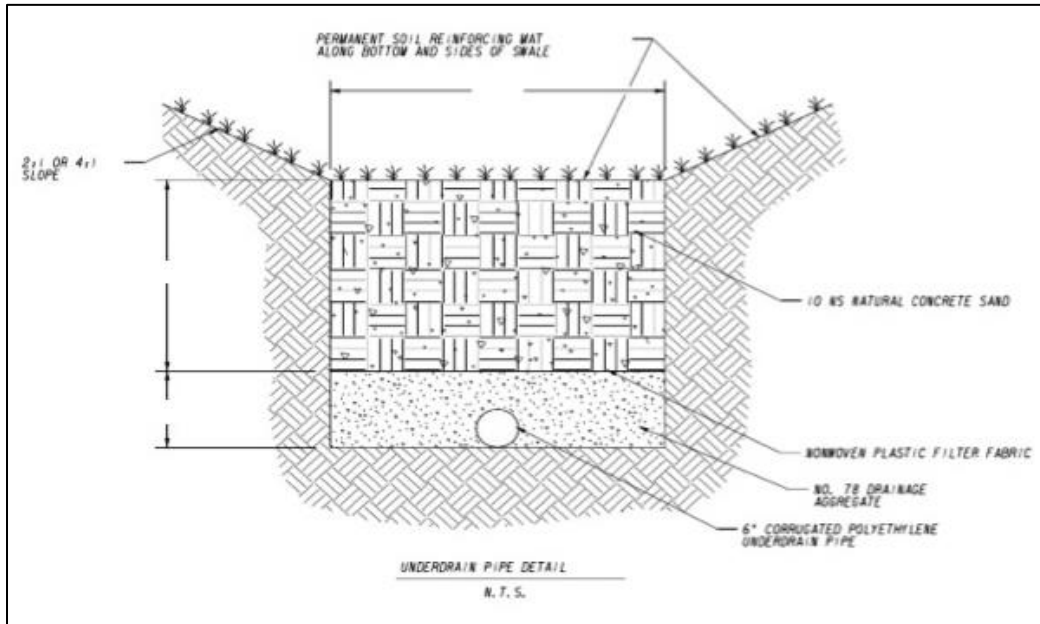 PERMANENT SOIL REINFORCING MAT
ALONG BOTTOM AND SIDES OF SWALE
2:1 OR 4:1
SLOPE
10 NS NATURAL CONCRETE SAND
NONWOVEN PLASTIC FILTER FABRIC
NO. 78 DRAINAGE
AGGREGATE
6" CORRUGATED POLYETHYLENE
UNDERDRAIN PIPE
UNDERDRAIN PIPE DETAIL
N.T.S.